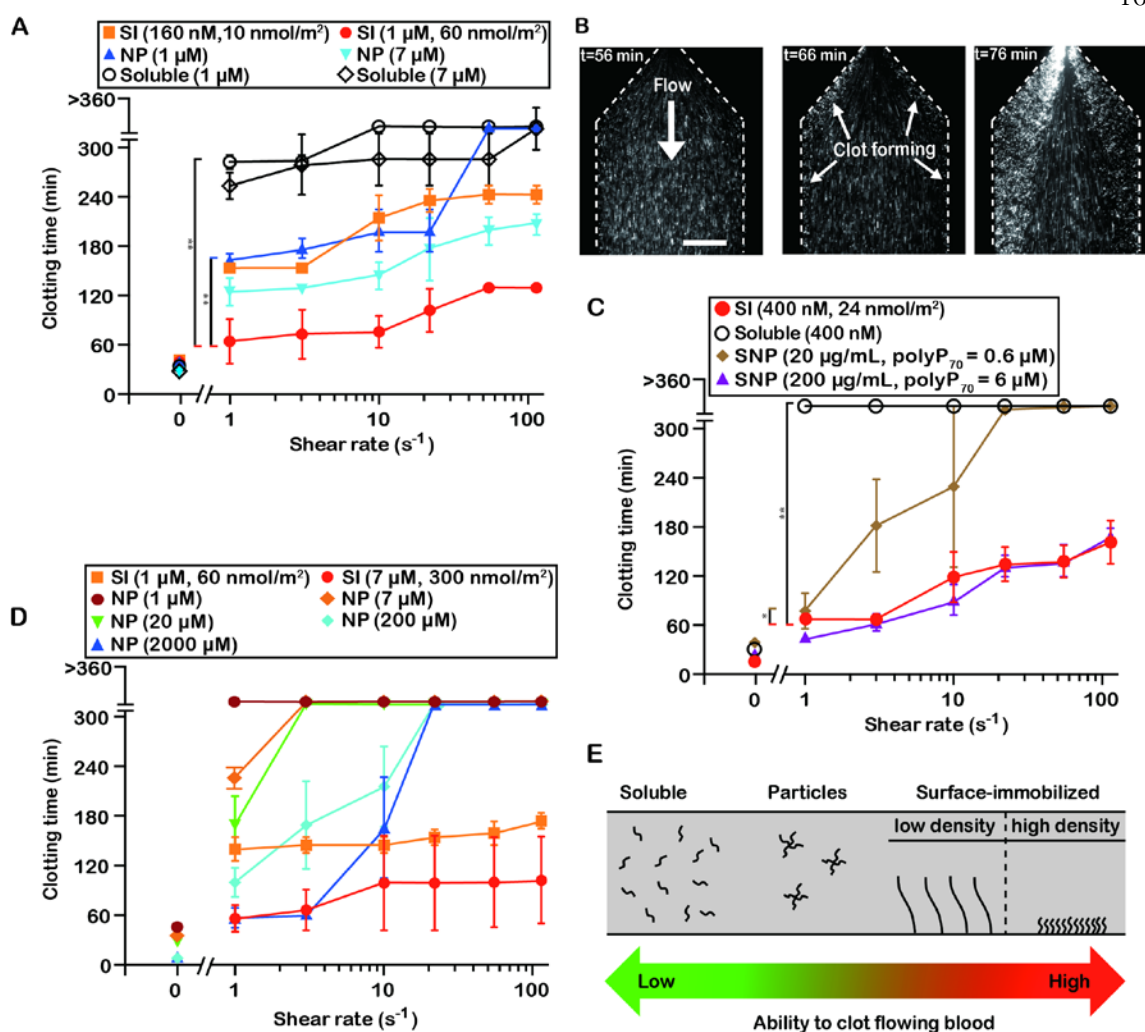 A
SI (160 nM,10 nmol/m²) SI (1 µM, 60 nmol/m²)
NP (1 µM) NP (7 µM)
Soluble (1 µM) Soluble (7 µM)
>360
300
240
180
120
60
0
Clotting time (min)
**
**
0 1 10 100
Shear rate (s⁻¹)
B
t=56 min t=66 min t=76 min
Flow
Clot forming
C
SI (400 nM, 24 nmol/m²)
Soluble (400 nM)
SNP (20 µg/mL, polyP₇₀ = 0.6 µM)
SNP (200 µg/mL, polyP₇₀ = 6 µM)
>360
300
240
180
120
60
0
Clotting time (min)
**
*
0 1 10 100
Shear rate (s⁻¹)
D
SI (1 µM, 60 nmol/m²) SI (7 µM, 300 nmol/m²)
NP (1 µM) NP (7 µM)
NP (20 µM) NP (200 µM)
NP (2000 µM)
>360
300
240
180
120
60
0
Clotting time (min)
0 1 10 100
Shear rate (s⁻¹)
E
Soluble Particles Surface-immobilized
low density high density
Low High
Ability to clot flowing blood